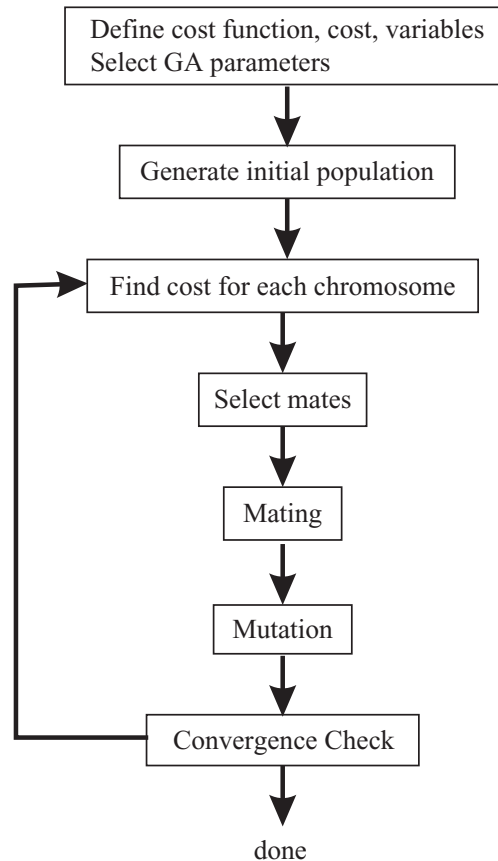 Define cost function, cost, variables
Select GA parameters
Generate initial population
Find cost for each chromosome
Select mates
Mating
Mutation
Convergence Check
done